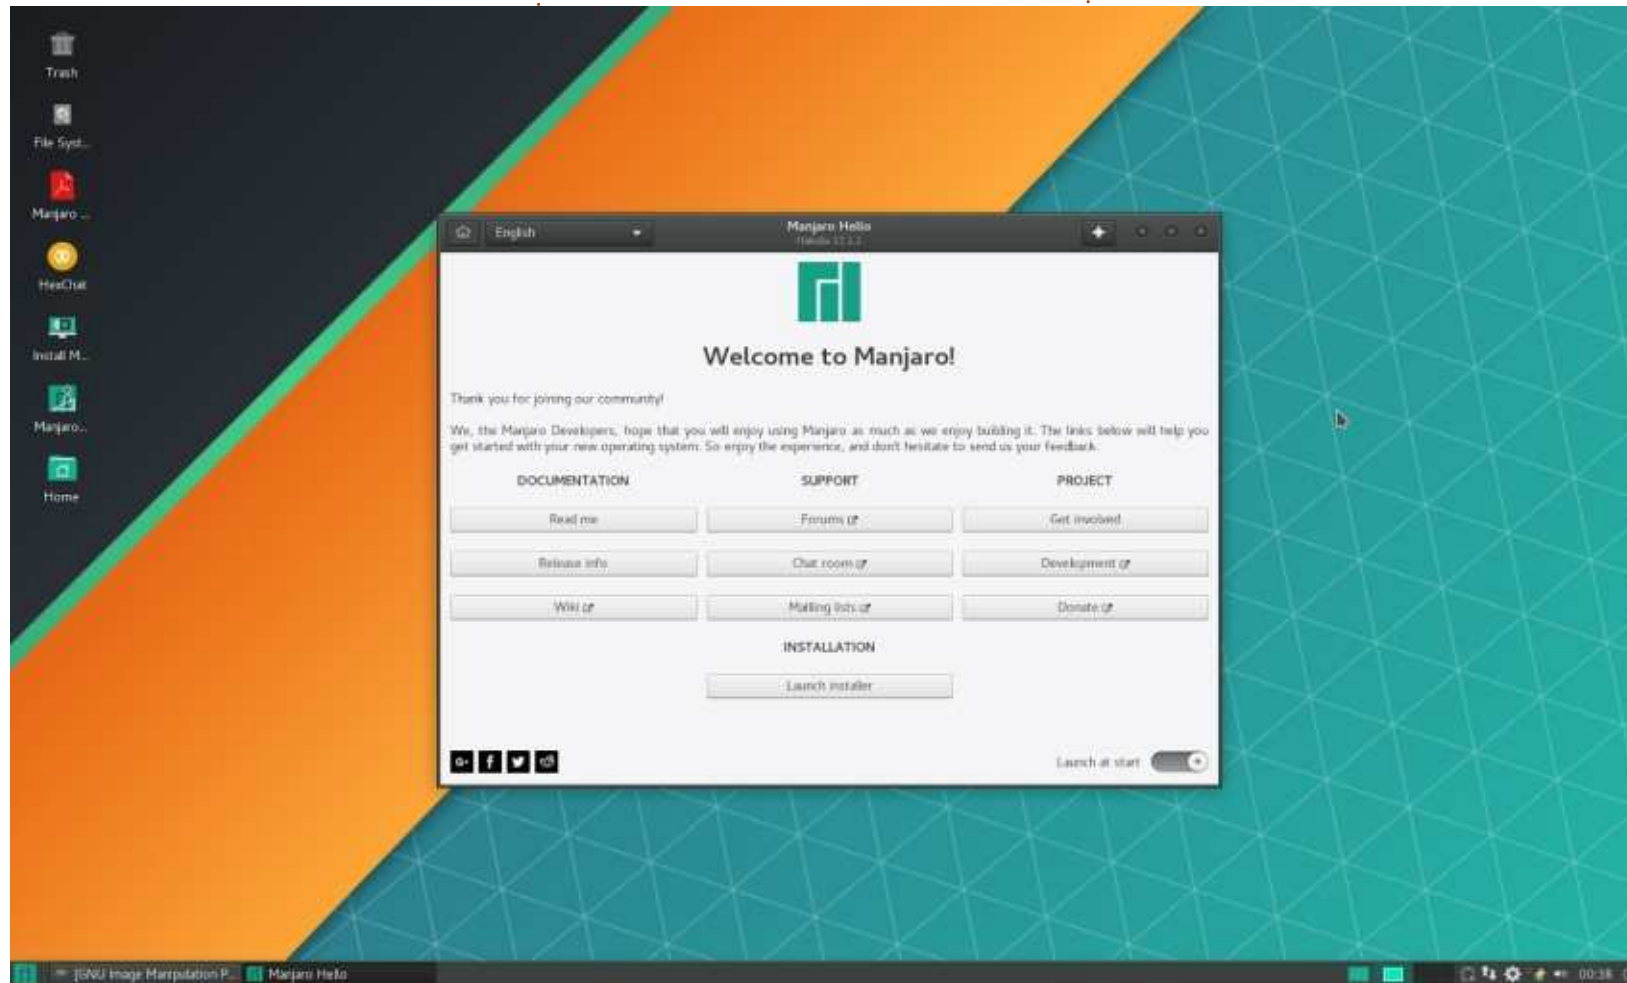 Trash
File Syst...
Manjaro ...
HexChat
Install M...
Manjaro...
Home
English
Manjaro Hello
Welcome to Manjaro!
Thank you for joining our community!
We, the Manjaro Developers, hope that you will enjoy using Manjaro as much as we enjoy building it. The links below will help you
get started with your new operating system. So enjoy the experience, and don't hesitate to send us your feedback.
DOCUMENTATION
SUPPORT
PROJECT
Read me
Forums
Get involved
Release info
Chat room
Development
Wiki
Mailing lists
Donate
INSTALLATION
Launch installer
Launch at start
[GNU Image Manipulation P...
Manjaro Hello
00:38